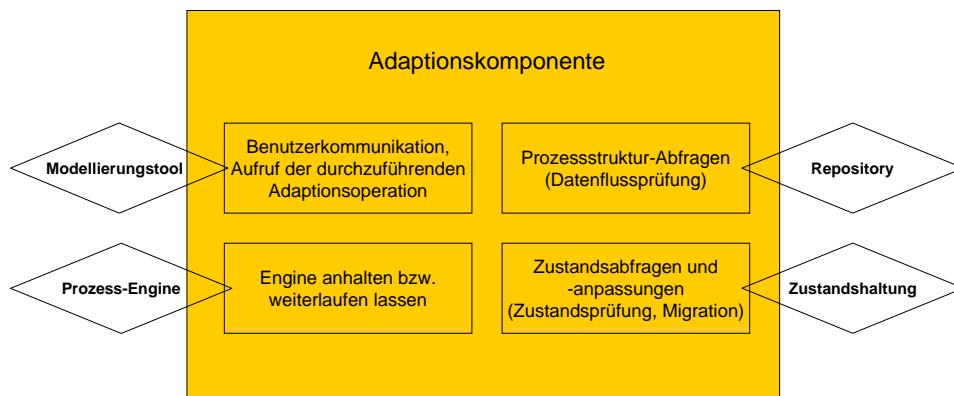 Adaptionskomponente
Modellierungstool
Benutzerkommunikation,
Aufruf der durchzuführenden
Adaptionsoperation
Prozessstruktur-Abfragen
(Datenflussprüfung)
Repository
Prozess-Engine
Engine anhalten bzw.
weiterlaufen lassen
Zustandsabfragen und
-anpassungen
(Zustandsprüfung, Migration)
Zustandshaltung